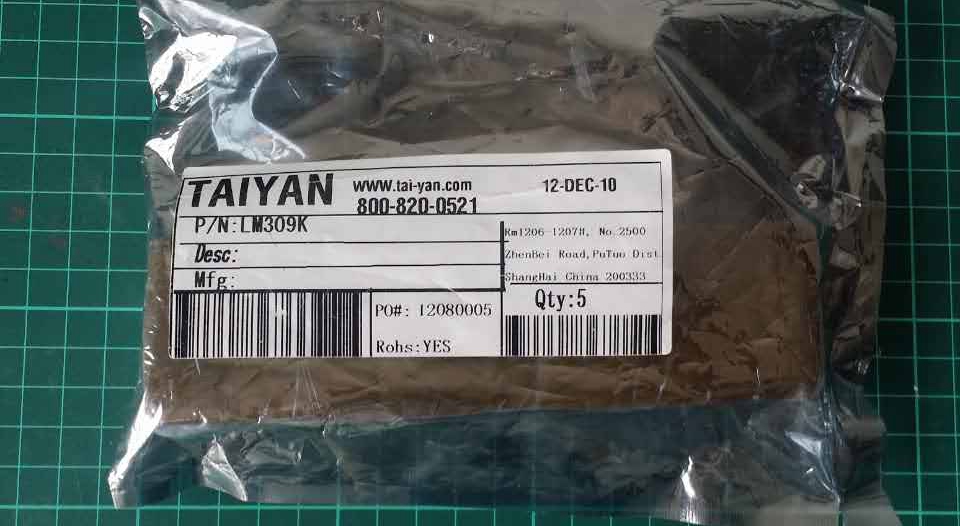 TAIYAN www.tai-yan.com 12-DEC-10
800-820-0521
P/N:LM309K
Rm1206-1207#, No.2500
Desc:
ZhenBei Road,PuTuo Dist
Mfg:
ShangHai China 200333
Qty:5
PO#: 12080005
Rohs:YES